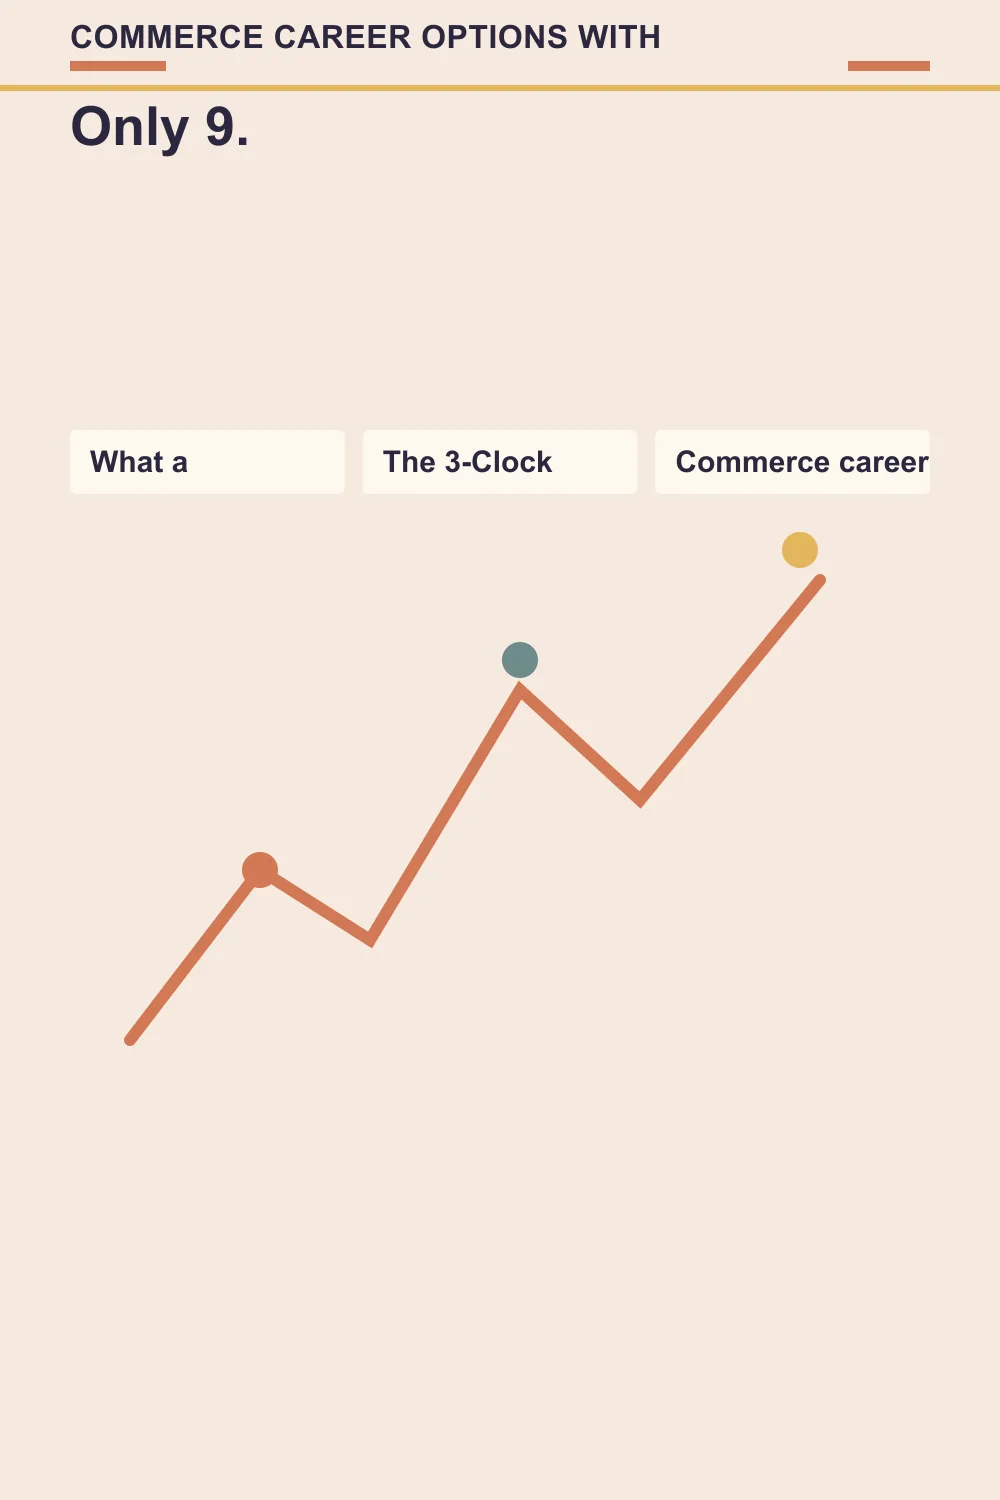 COMMERCE CAREER OPTIONS WITH
Only 9.
What a
The 3-Clock
Commerce career